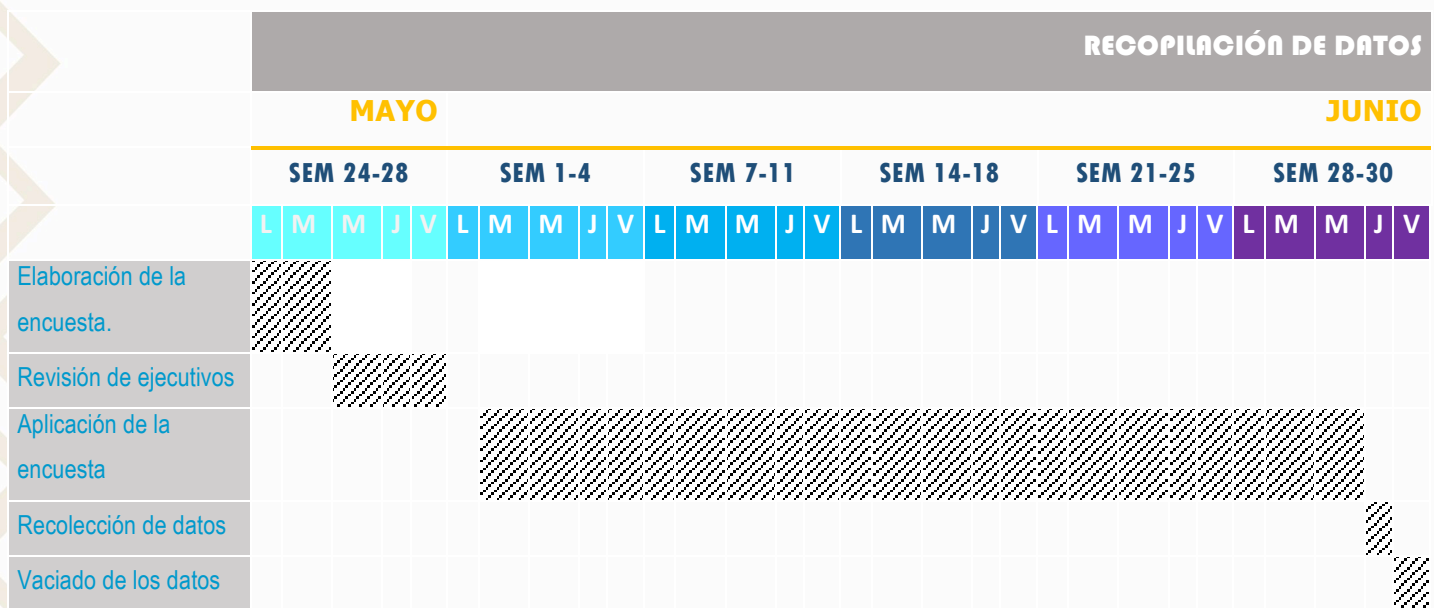 RECOPILACIÓN DE DATOS
MAYO JUNIO
SEM 24-28 SEM 1-4 SEM 7-11 SEM 14-18 SEM 21-25 SEM 28-30
L M M J V L M M J V L M M J V L M M J V L M M J V L M M J V
Elaboración de la
encuesta.
Revisión de ejecutivos
Aplicación de la
encuesta
Recolección de datos
Vaciado de los datos